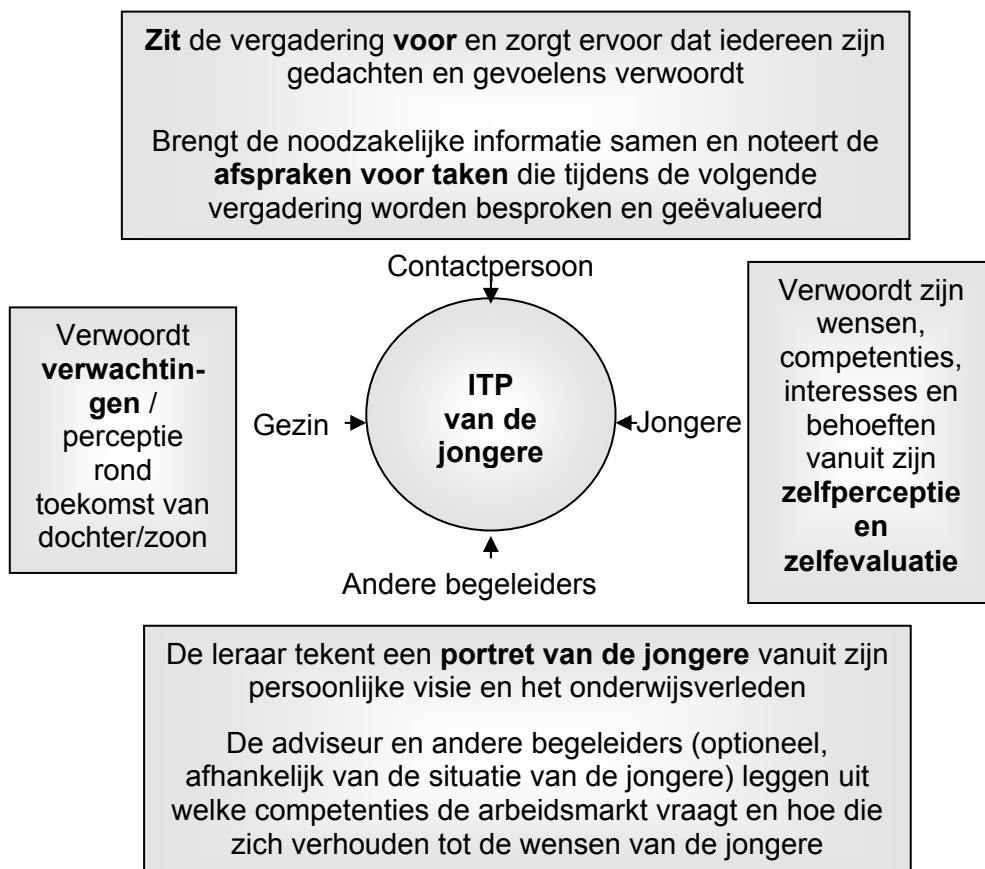 Zit de vergadering voor en zorgt ervoor dat iedereen zijn
gedachten en gevoelens verwoordt
Brengt de noodzakelijke informatie samen en noteert de
afspraken voor taken die tijdens de volgende
vergadering worden besproken en geëvalueerd
Contactpersoon
Verwoordt
verwachtin-
gen /
perceptie
rond
toekomst van
dochter/zoon
Gezin
ITP
van de
jongere
Jongere
Verwoordt zijn
wensen,
competenties,
interesses en
behoeften
vanuit zijn
zelfperceptie
en
zelfevaluatie
Andere begeleiders
De leraar tekent een portret van de jongere vanuit zijn
persoonlijke visie en het onderwijsverleden
De adviseur en andere begeleiders (optioneel,
afhankelijk van de situatie van de jongere) leggen uit
welke competenties de arbeidsmarkt vraagt en hoe die
zich verhouden tot de wensen van de jongere